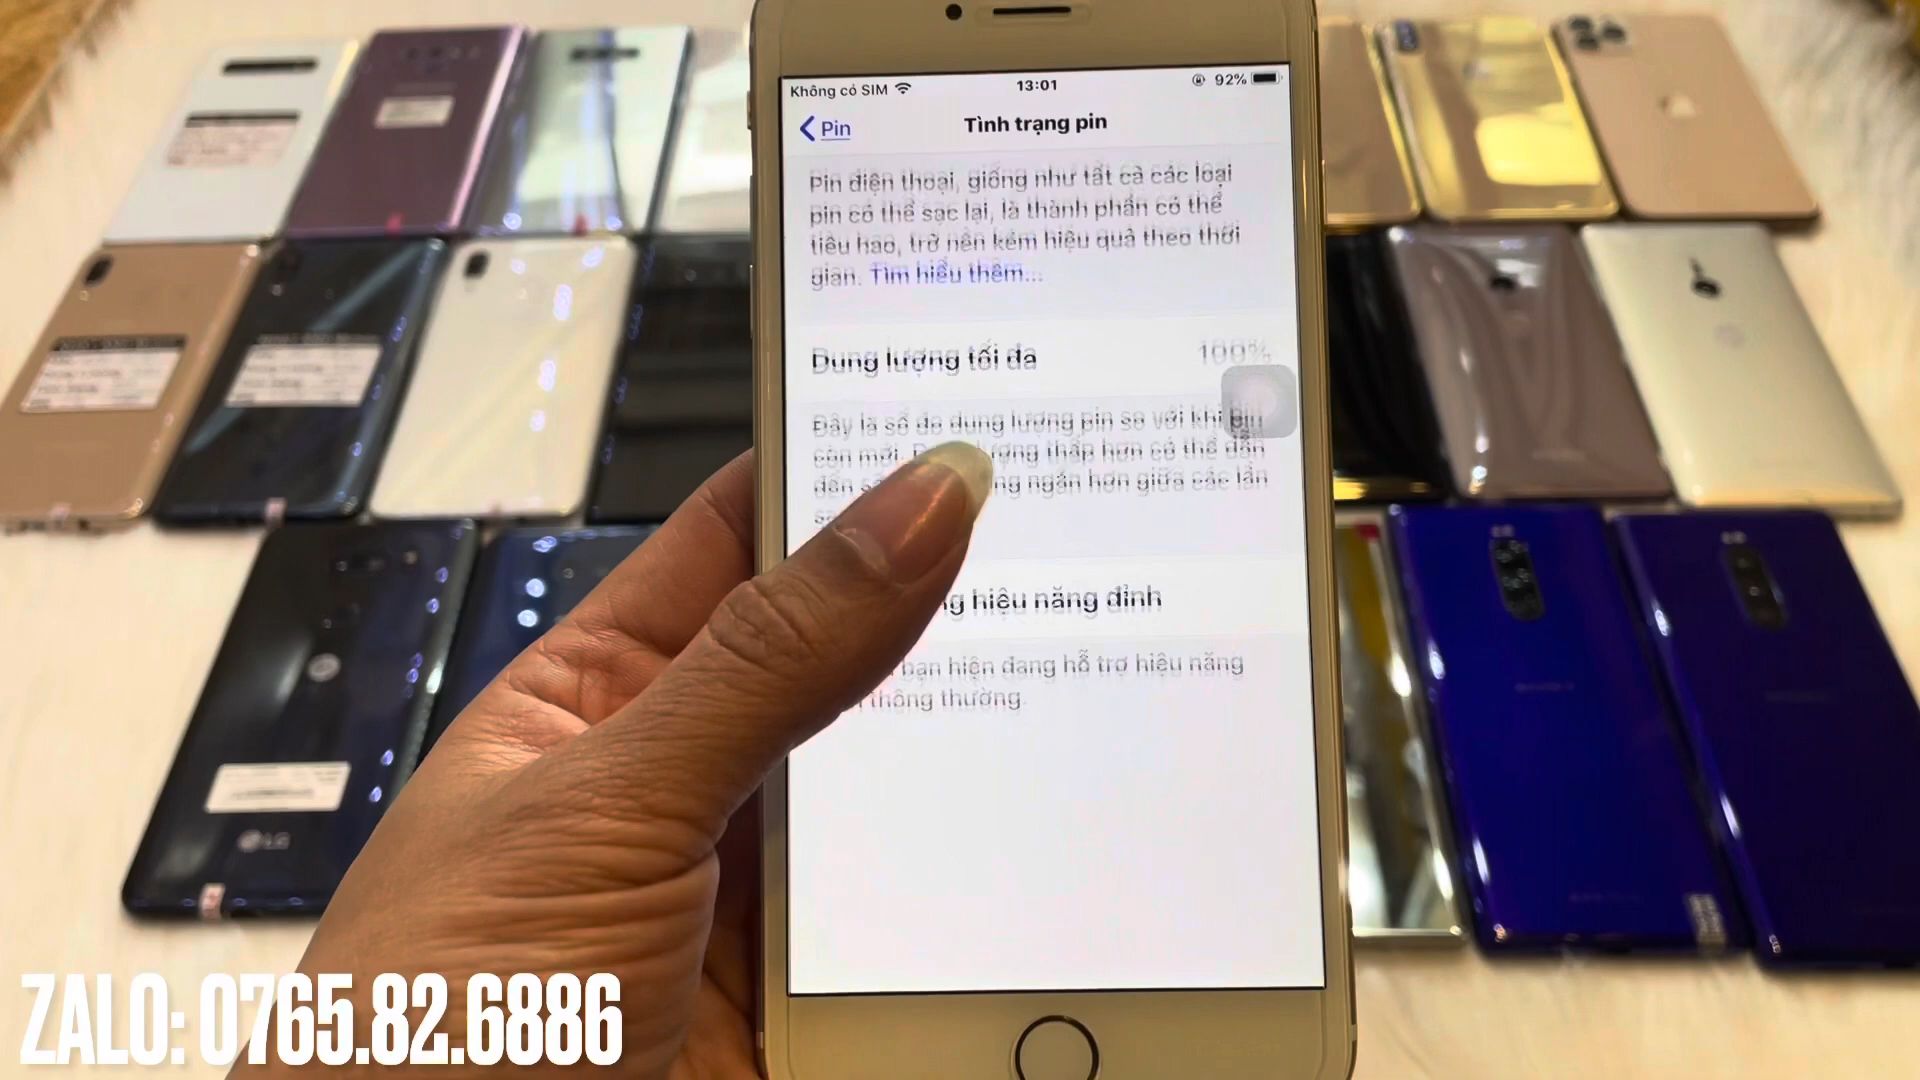 Không có SIM
13:01
92%
Pin
Tình trạng pin
Pin điện thoại, giống như tất cả các loại
pin có thể sạc lại, là thành phần có thể
tiêu hao, trở nên kém hiệu quả theo thời
gian. Tìm hiểu thêm...
Dung lượng tối đa
100%
Đây là số đo dung lượng pin so với khi pin
còn mới. lượng thấp hơn có thể dẫn
đến ngắn hơn giữa các lần
hiệu năng đỉnh
bạn hiện đang hỗ trợ hiệu năng
thông thường.
LG
ZALO: 0765.82.6886